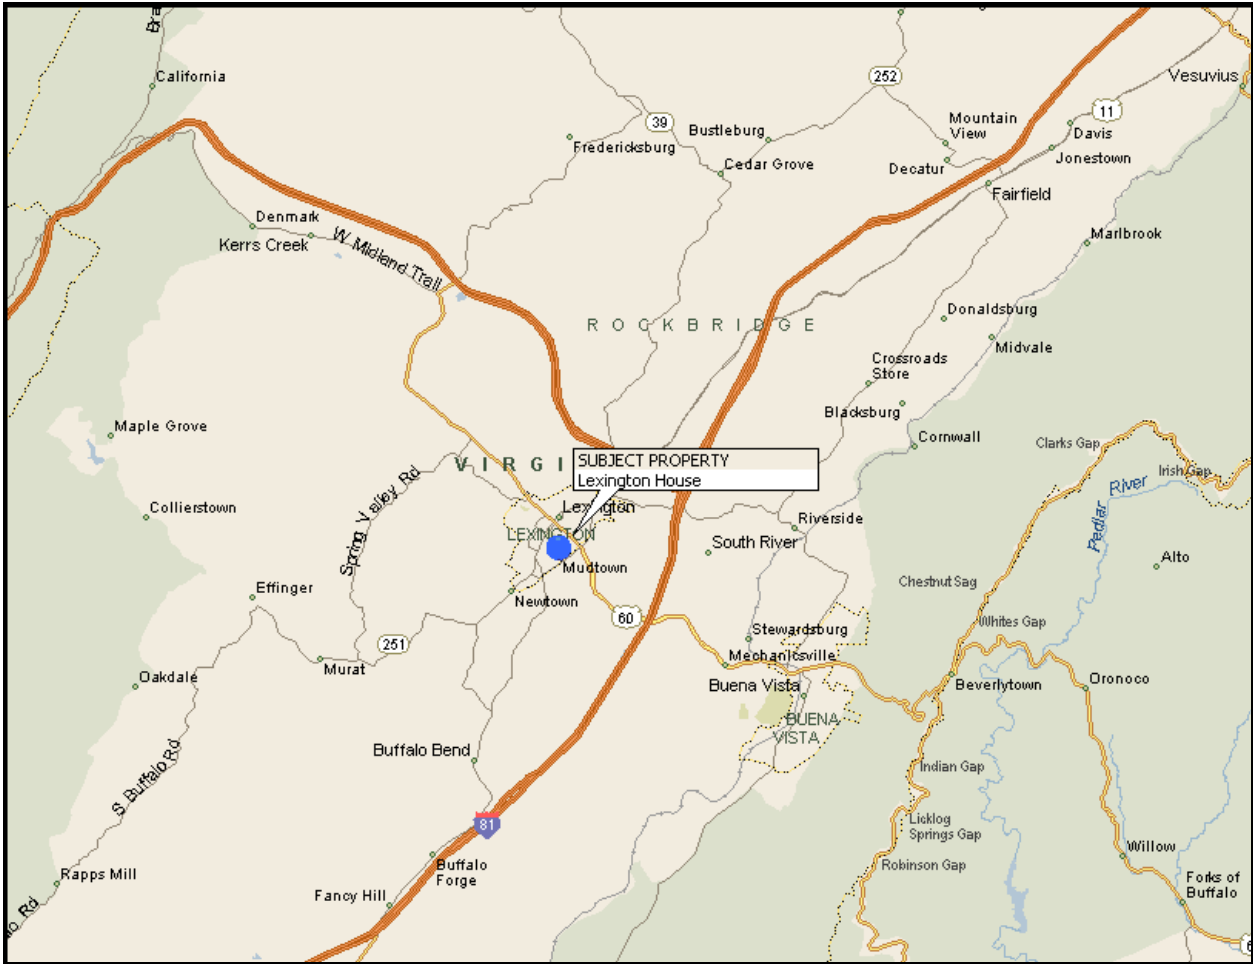 Bra
California
252
Vesuvius
11
Mountain
View
Davis
39
Bustleburg
Fredericksburg
Cedar Grove
Decatur
Jonestown
Fairfield
Denmark
Kerrs Creek
W Midland Trail
Marlbrook
ROCKBRIDGE
Donaldsburg
Midvale
Crossroads
Store
Blacksburg
Maple Grove
Cornwall
Clarks Gap
VIRGI
SUBJECT PROPERTY
Lexington House
Irish Gap
Spring Valley Rd
Pedlar River
Collierstown
Lexington
LEXINGTON
Riverside
South River
Mudtown
Alto
Effinger
Newtown
Chestnut Sag
60
Whites Gap
Stewardsburg
251
Murat
Mechanicsville
Oakdale
Buena Vista
Beverlytown
Oronoco
BUENA
VISTA
Buffalo Bend
S Buffalo Rd
Indian Gap
Licklog
Springs Gap
81
Willow
Robinson Gap
Buffalo
Forge
Rapps Mill
Fancy Hill
Forks of
Buffalo
lo Rd
6